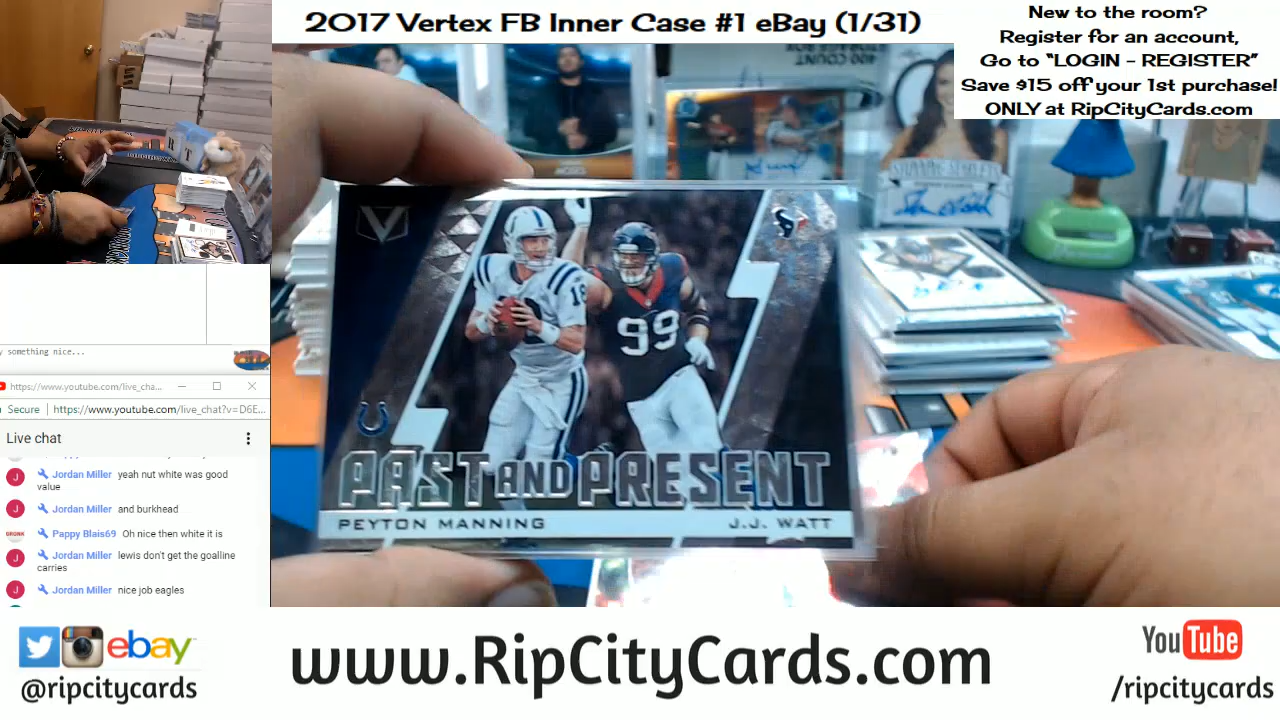 2017 Vertex FB Inner Case #1 eBay (1/31)
New to the room?
Register for an account,
Go to "LOGIN - REGISTER"
Save $15 off your 1st purchase!
ONLY at RipCityCards.com
400 COUNT
V
18
99
PAST AND PRESENT
PEYTON MANNING
J.J. WATT
y something nice...
https://www.youtube.com/live_cha...
Secure
https://www.youtube.com/live_chat?v=D6E...
Live chat
J Jordan Miller yeah nut white was good
value
J Jordan Miller and burkhead
Pappy Blais69 Oh nice then white it is
J Jordan Miller lewis don't get the goalline
carries
J Jordan Miller nice job eagles
ebay
@ripcitycards
www.RipCityCards.com
YouTube
/ripcitycards